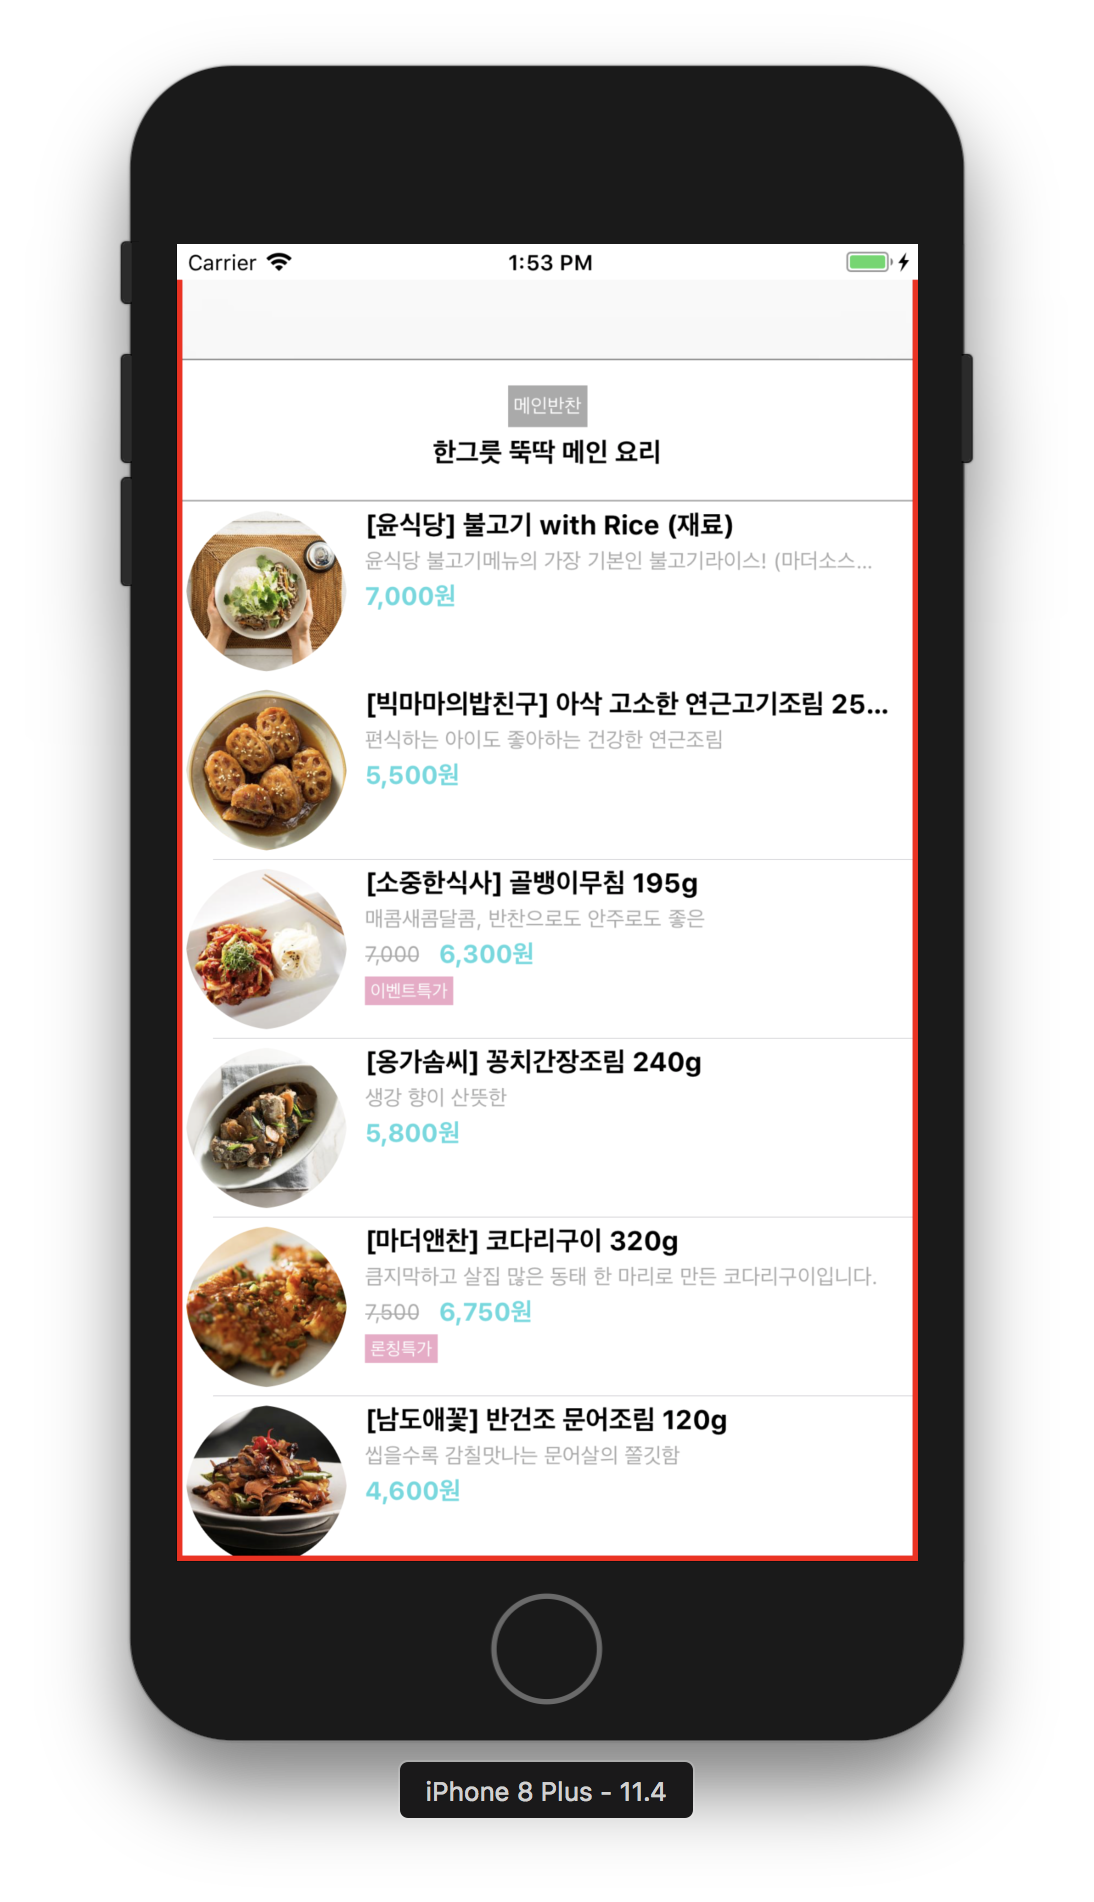 Carrier 1:53 PM
메인반찬
한그릇 뚝딱 메인 요리
[윤식당] 불고기 with Rice (재료)
윤식당 불고기메뉴의 가장 기본인 불고기라이스! (마더소스...
7,000원
[빅마마의밥친구] 아삭 고소한 연근고기조림 25...
편식하는 아이도 좋아하는 건강한 연근조림
5,500원
[소중한식사] 골뱅이무침 195g
매콤새콤달콤, 반찬으로도 안주로도 좋은
7,000 6,300원
이벤트특가
[옹가솜씨] 꽁치간장조림 240g
생강 향이 산뜻한
5,800원
[마더앤찬] 코다리구이 320g
큼지막하고 살집 많은 동태 한 마리로 만든 코다리구이입니다.
7,500 6,750원
론칭특가
[남도애꽃] 반건조 문어조림 120g
씹을수록 감칠맛나는 문어살의 쫄깃함
4,600원
iPhone 8 Plus - 11.4